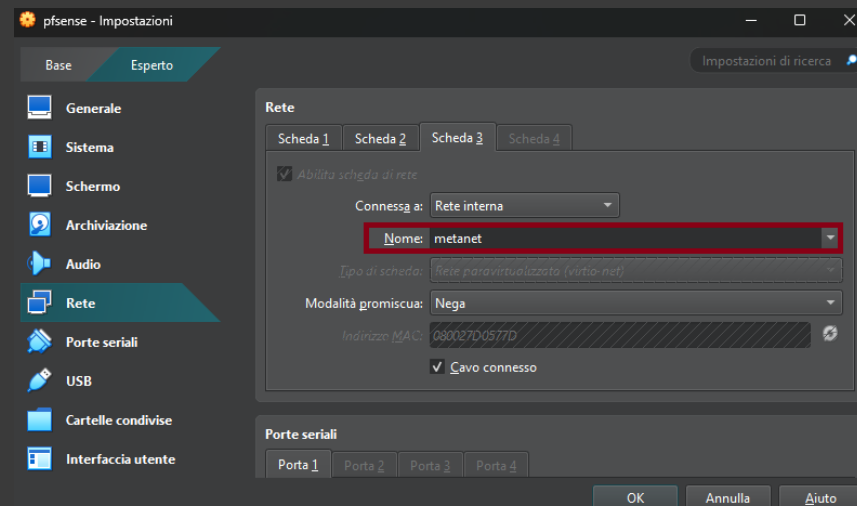 pfsense - Impostazioni
Base Esperto Impostazioni di ricerca
Generale
Sistema
Schermo
Archiviazione
Audio
Rete
Porte seriali
USB
Cartelle condivise
Interfaccia utente
Rete
Scheda 1 Scheda 2 Scheda 3 Scheda 4
Abilita scheda di rete
Connessa a: Rete interna
Nome: metanet
Tipo di scheda: Rete paravirtualizzata (virtio-net)
Modalità promiscua: Nega
Indirizzo MAC: 080027D0577D
Cavo connesso
Porte seriali
Porta 1 Porta 2 Porta 3 Porta 4
OK Annulla Aiuto